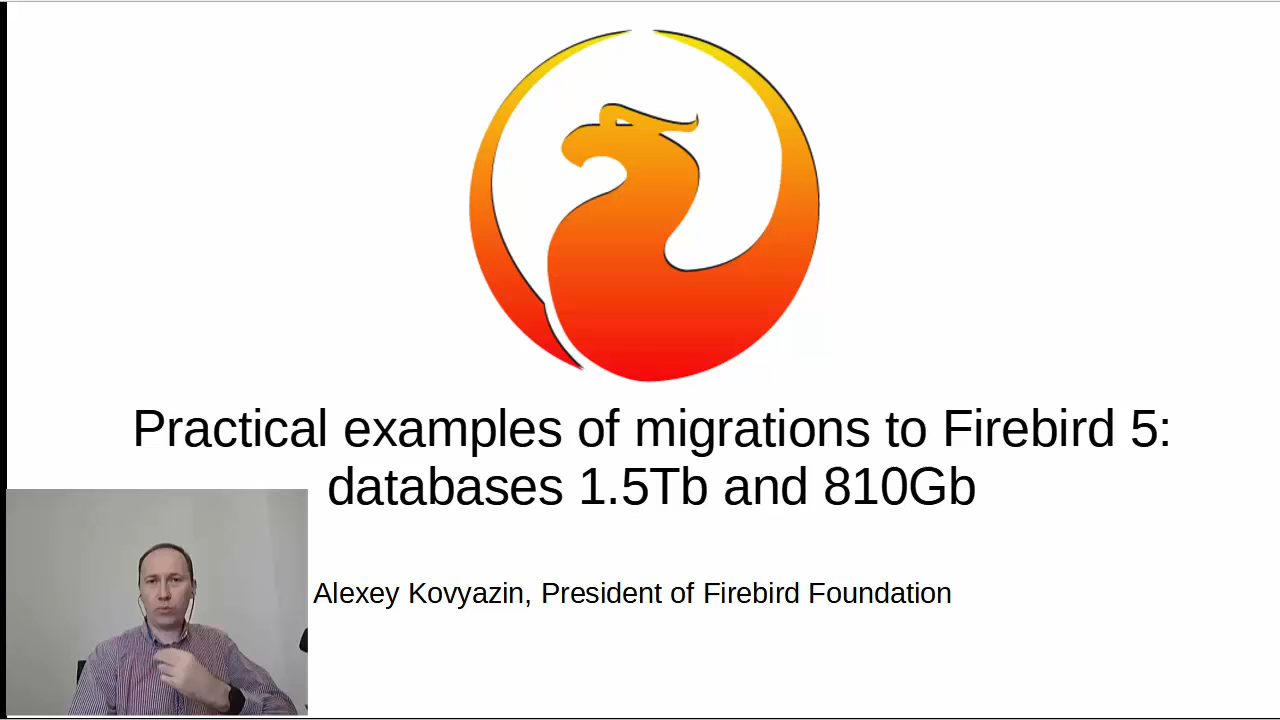 Practical examples of migrations to Firebird 5:
databases 1.5Tb and 810Gb
Alexey Kovyazin, President of Firebird Foundation